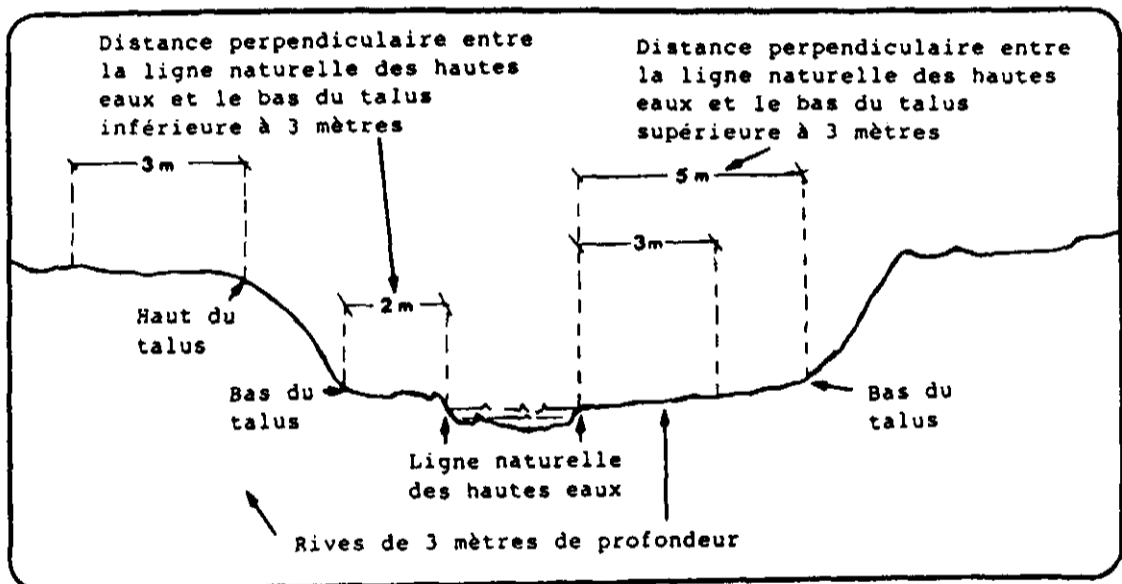 Distance perpendiculaire entre
la ligne naturelle des hautes
eaux et le bas du talus
inférieure à 3 mètres
Distance perpendiculaire entre
la ligne naturelle des hautes
eaux et le bas du talus
supérieure à 3 mètres
3 m
5 m
3m
2 m
Haut du
talus
Bas du
talus
Bas du
talus
Ligne naturelle
des hautes eaux
Rives de 3 mètres de profondeur